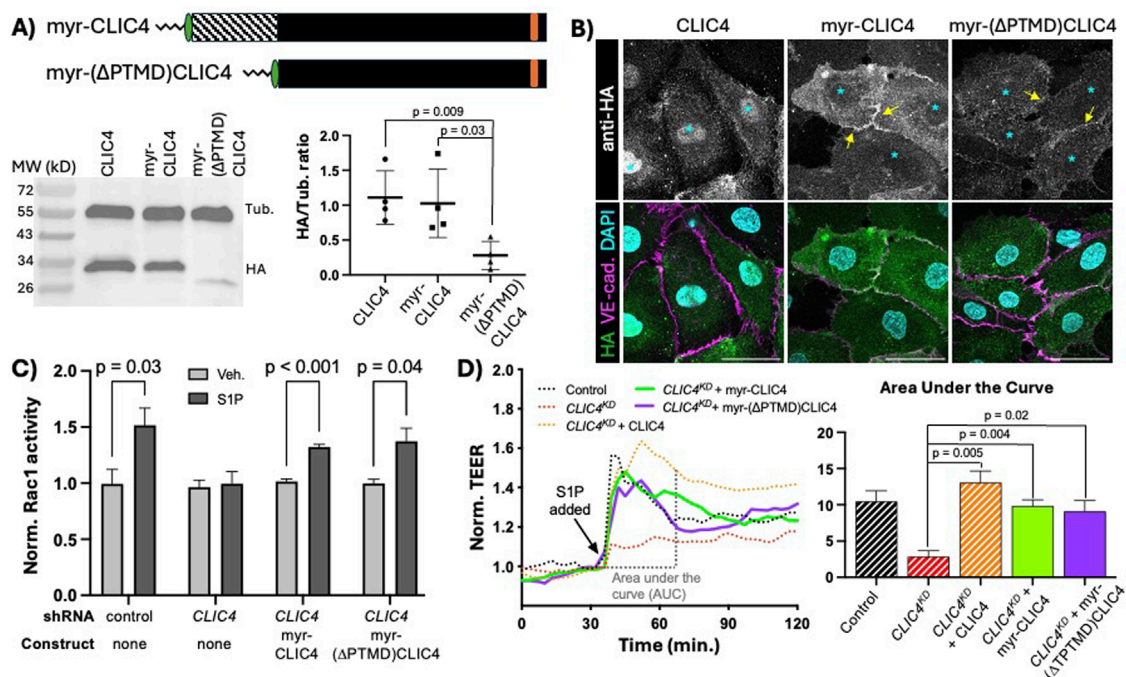 A)
myr-CLIC4
myr-(ΔPTMD)CLIC4
MW (kD)
CLIC4
myr-
CLIC4
myr-
(ΔPTMD)
CLIC4
72
55
43
34
26
Tub.
HA
HA/Tub. ratio
2.0
1.5
1.0
0.5
0.0
p = 0.009
p = 0.03
CLIC4
myr-
CLIC4
myr-
(ΔPTMD)
CLIC4
B)
CLIC4
myr-CLIC4
myr-(ΔPTMD)CLIC4
anti-HA
HA VE-cad. DAPI
C)
Norm. Rac1 activity
2.0
1.5
1.0
0.5
0.0
p = 0.03
Veh.
S1P
p < 0.001
p = 0.04
shRNA
control
CLIC4
CLIC4
CLIC4
Construct
none
none
myr-
CLIC4
myr-
(ΔPTMD)CLIC4
D)
Norm. TEER
2.0
1.8
1.6
1.4
1.2
1.0
Control
CLIC4KD
CLIC4KD + CLIC4
CLIC4KD + myr-CLIC4
CLIC4KD+ myr-(ΔPTMD)CLIC4
S1P
added
Area under the
curve (AUC)
0
30
60
90
120
Time (min.)
Area Under the Curve
20
15
10
5
0
p = 0.02
p = 0.004
p = 0.005
Control
CLIC4KD
CLIC4KD
+ CLIC4
CLIC4KD +
myr-CLIC4
CLIC4KD + myr-
(ΔTPTMD)CLIC4